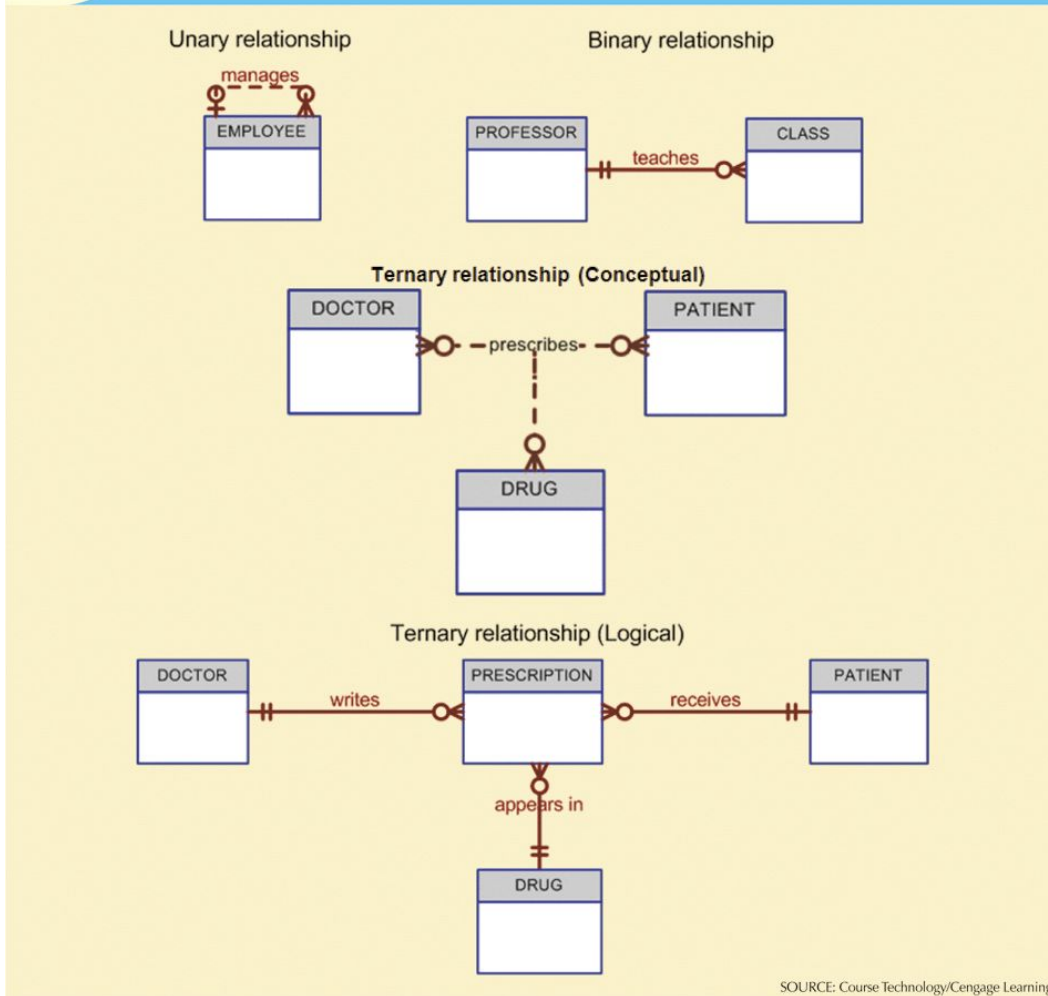 Unary relationship
Binary relationship
manages
EMPLOYEE
PROFESSOR
teaches
CLASS
Ternary relationship (Conceptual)
DOCTOR
prescribes
PATIENT
DRUG
Ternary relationship (Logical)
DOCTOR
writes
PRESCRIPTION
receives
PATIENT
appears in
DRUG
SOURCE: Course Technology/Cengage Learning